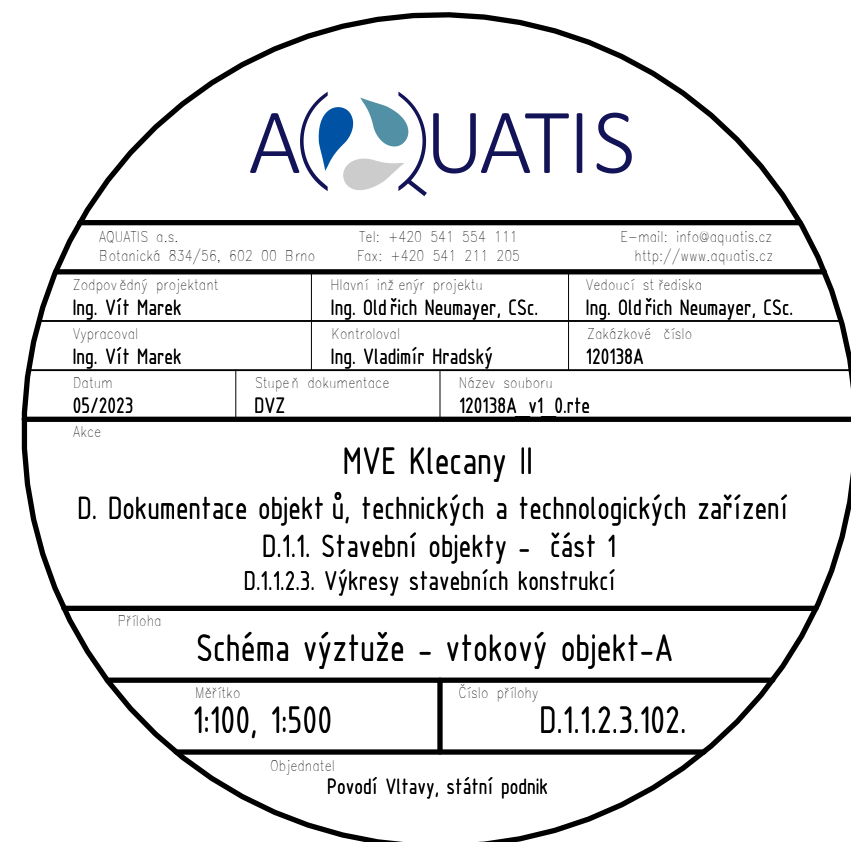 AQUATIS
AQUATIS a.s. Tel: +420 541 554 111 E-mail: info@aquatis.cz
Botanická 834/56, 602 00 Brno Fax: +420 541 211 205 http://www.aquatis.cz
Zodpovědný projektant Hlavní inženýr projektu Vedoucí střediska
Ing. Vít Marek Ing. Oldřich Neumayer, CSc. Ing. Oldřich Neumayer, CSc.
Vypracoval Kontroloval Zakázkové číslo
Ing. Vít Marek Ing. Vladimír Hradský 120138A
Datum Stupeň dokumentace Název souboru
05/2023 DVZ 120138A_v1_0.rte
Akce
MVE Klecany II
D. Dokumentace objektů, technických a technologických zařízení
D.1.1. Stavební objekty - část 1
D.1.1.2.3. Výkresy stavebních konstrukcí
Příloha
Schéma výztuže - vtokový objekt-A
Měřítko Číslo přílohy
1:100, 1:500 D.1.1.2.3.102.
Objednatel
Povodí Vltavy, státní podnik